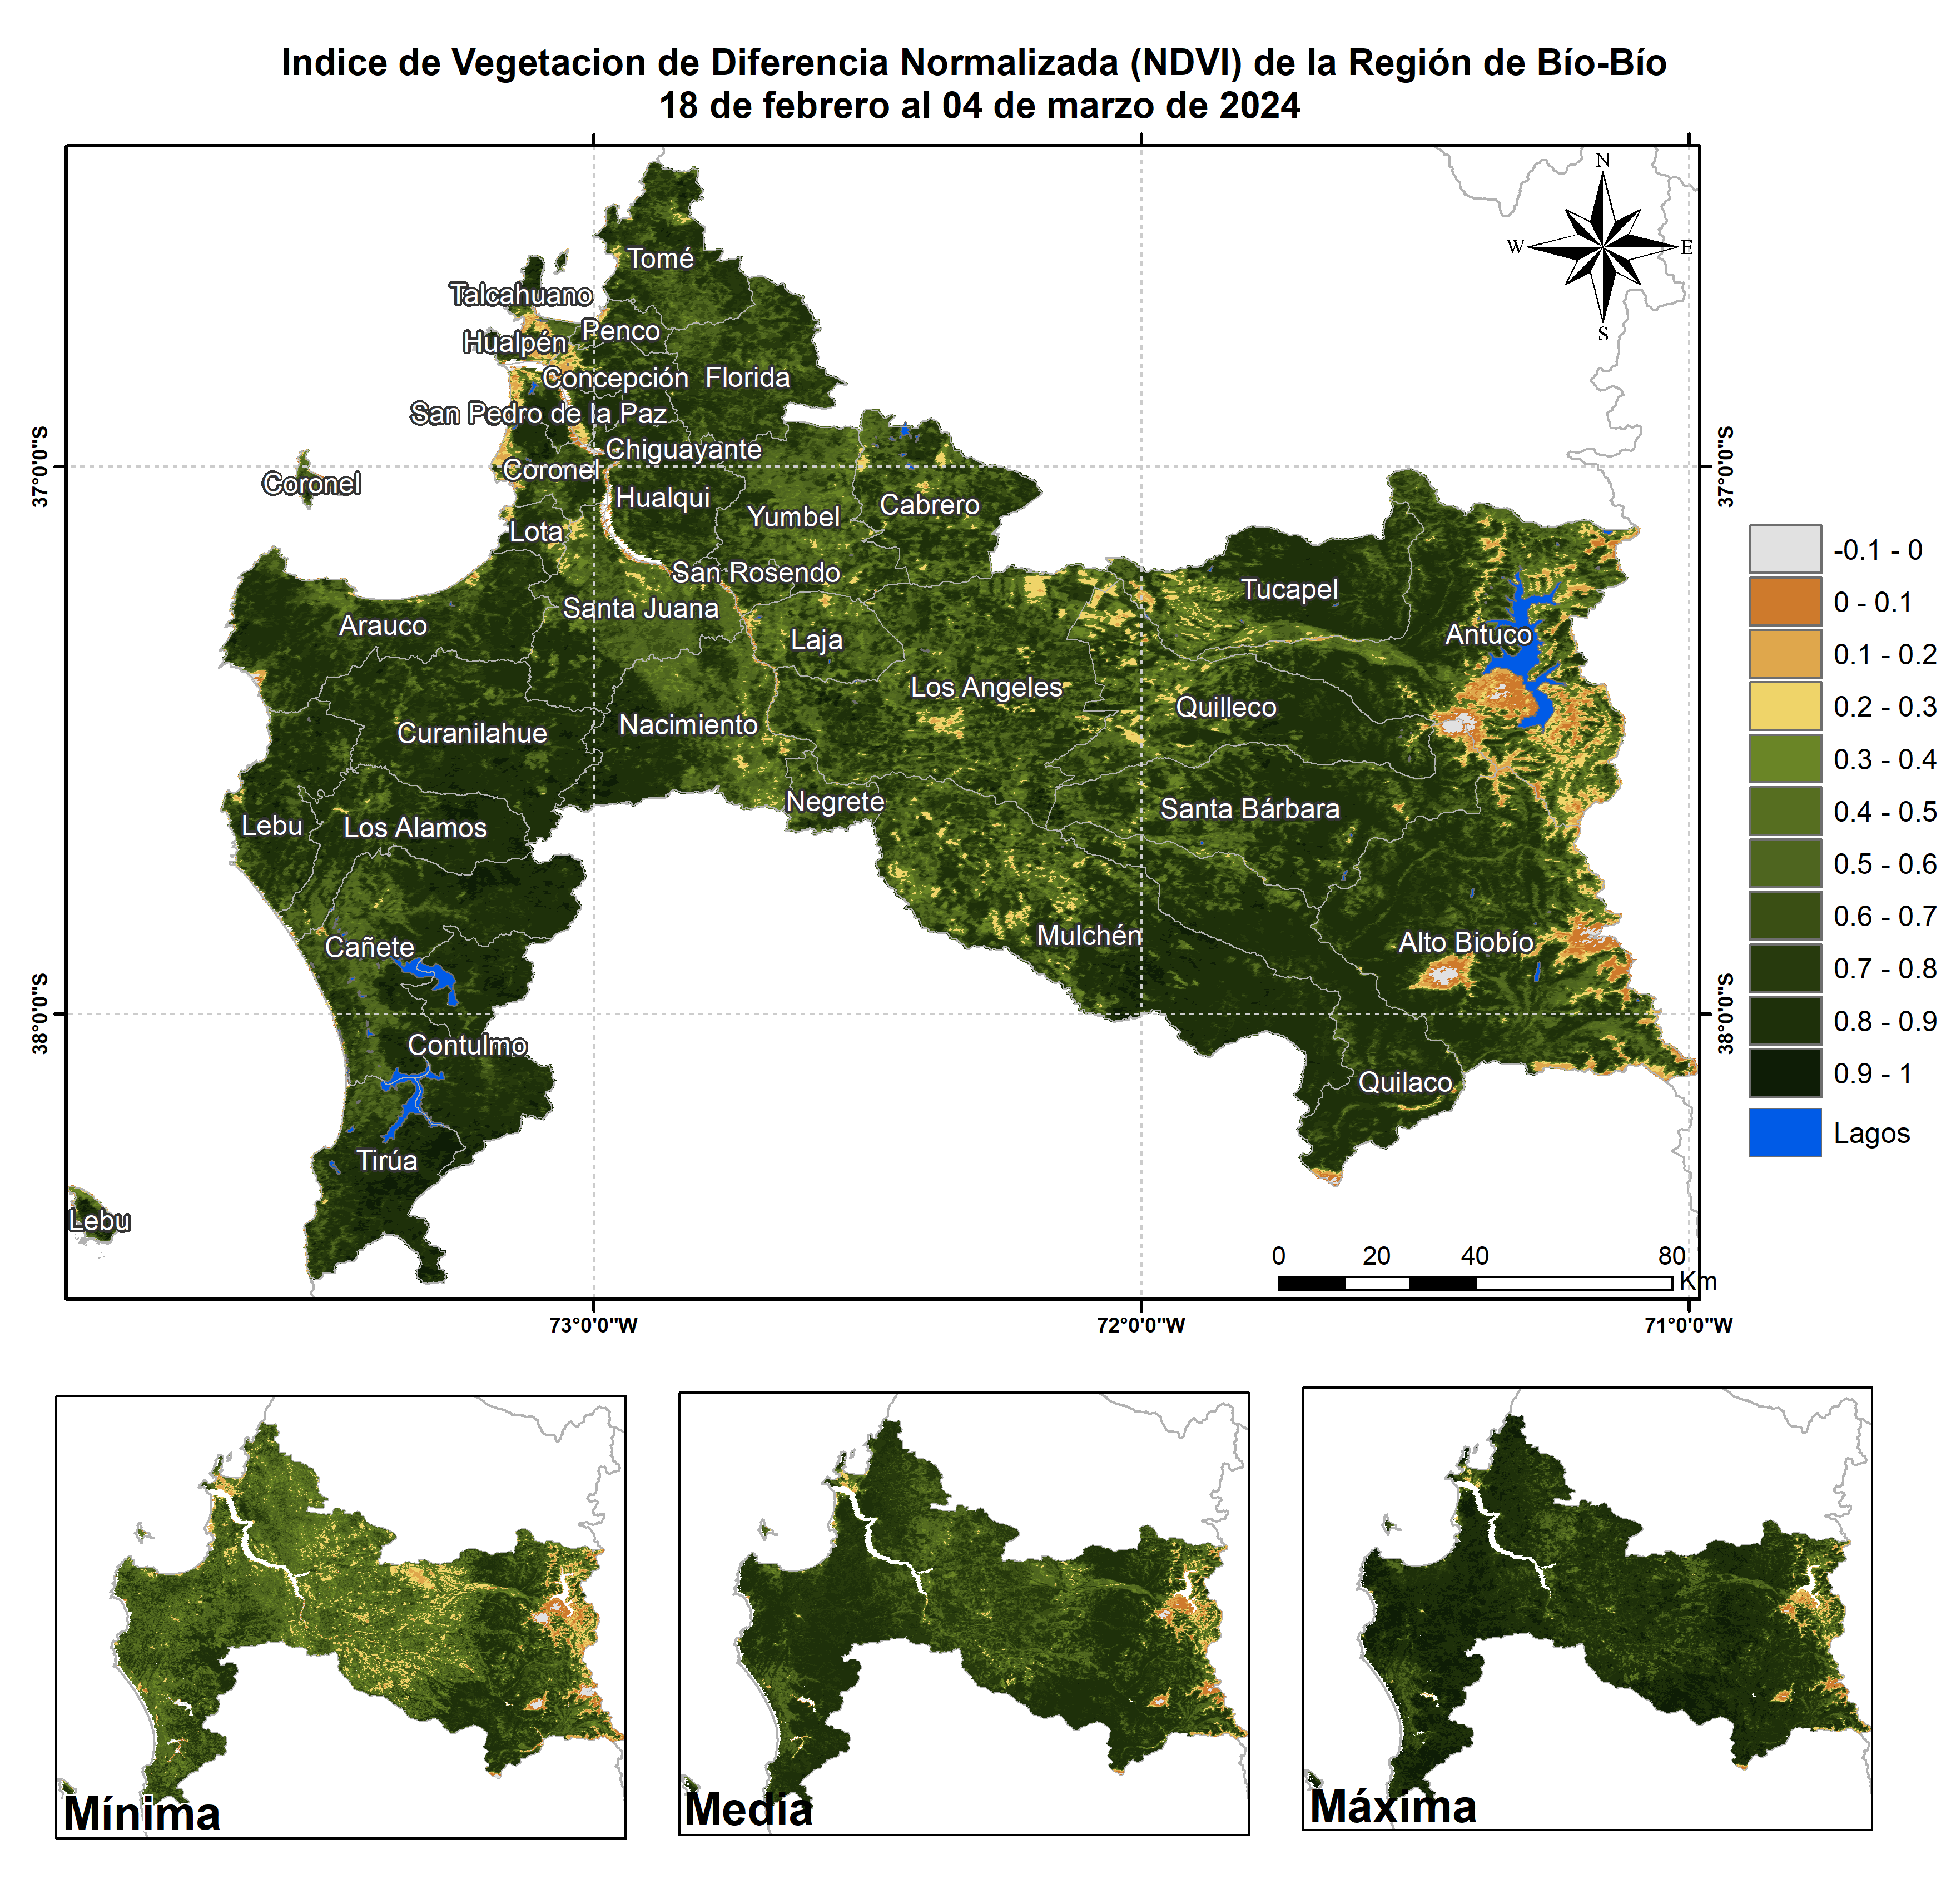 Indice de Vegetacion de Diferencia Normalizada (NDVI) de la Región de Bío-Bío
18 de febrero al 04 de marzo de 2024
N
W
E
S
Tomé
Talcahuano
Penco
Hualpén
Concepción
Florida
San Pedro de la Paz
Chiguayante
Coronel
Coronel
Hualqui
Yumbel
Cabrero
Lota
San Rosendo
Santa Juana
Tucapel
Arauco
Laja
Antuco
Los Angeles
Quilleco
Curanilahue
Nacimiento
Negrete
Santa Bárbara
Lebu
Los Alamos
Cañete
Mulchén
Alto Biobío
Contulmo
Quilaco
Tirúa
Lebu
37°0'0"S
37°0'0"S
38°0'0"S
38°0'0"S
73°0'0"W
72°0'0"W
71°0'0"W
0
20
40
80
Km
-0.1 - 0
0 - 0.1
0.1 - 0.2
0.2 - 0.3
0.3 - 0.4
0.4 - 0.5
0.5 - 0.6
0.6 - 0.7
0.7 - 0.8
0.8 - 0.9
0.9 - 1
Lagos
Mínima
Media
Máxima